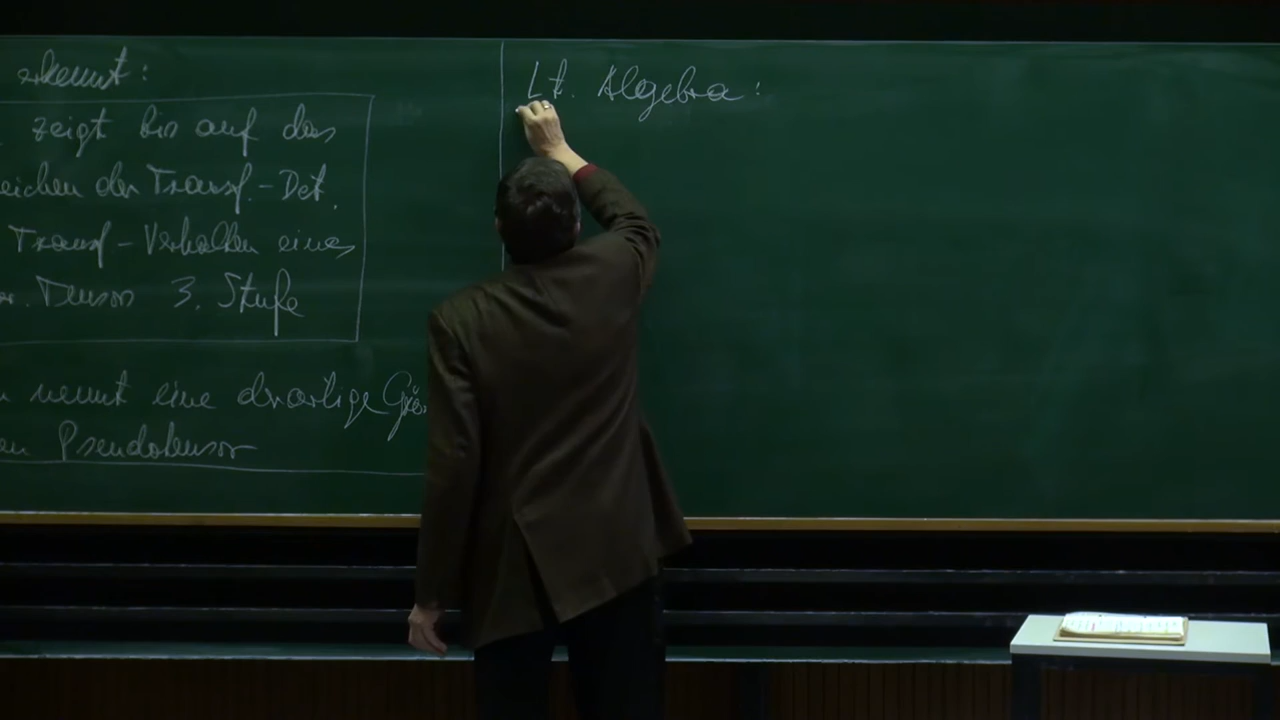 erkennt:
zeigt bis auf das
eichen der Transf.-Det.
Transf-Verhalten eines
Tensor 3. Stufe
nennt eine derartige Grö
en Pseudotensor
Lt. Algebra: